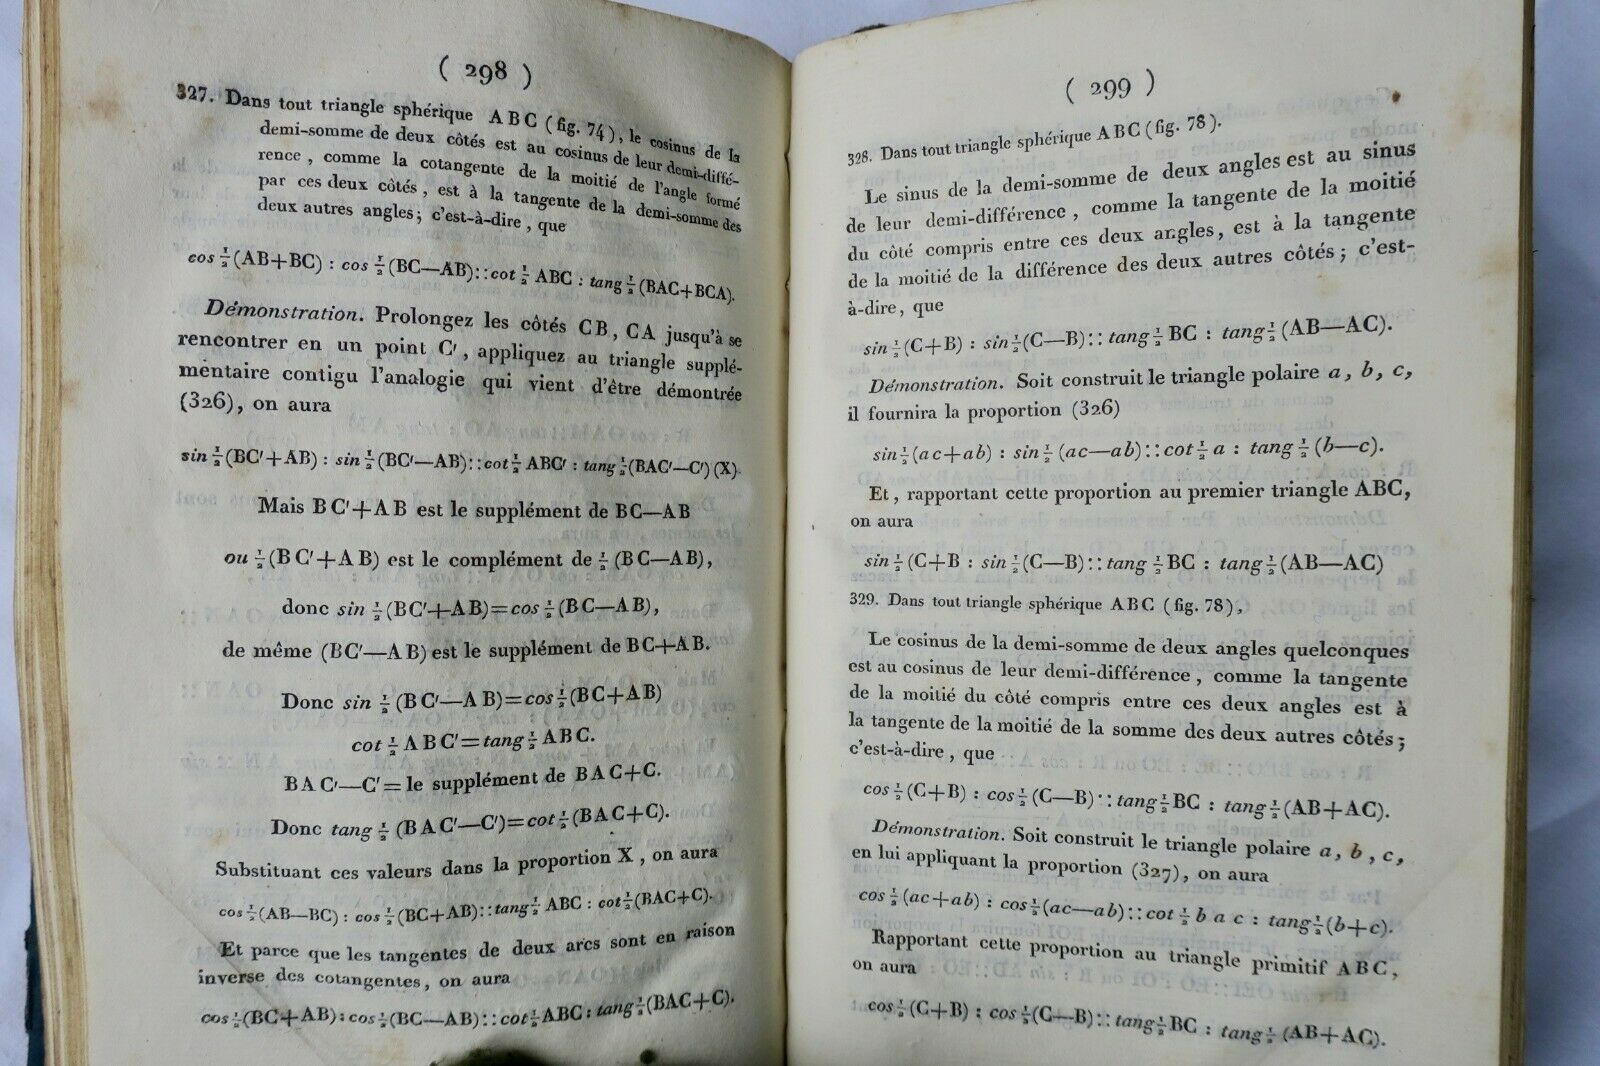 ( 298 )
327. Dans tout triangle sphérique A B C ( fig. 74 ), le cosinus de la
demi-somme de deux côtés est au cosinus de leur demi-diffé-
rence , comme la cotangente de la moitié de l'angle formé
par ces deux côtés , est à la tangente de la demi-somme des
deux autres angles; c'est-à-dire , que
cos ½ (AB+BC) : cos ½ (BC—AB)∷cot ½ ABC : tang ½ (BAC+BCA).
Démonstration. Prolongez les côtés CB, CA jusqu'à se
rencontrer en un point C′ , appliquez au triangle supplé-
mentaire contigu l'analogie qui vient d'être démontrée
(326), on aura
sin ½ (BC′+AB) : sin ½ (BC′—AB)∷cot ½ ABC′ : tang ½ (BAC′—C′) (X)
Mais B C′+A B est le supplément de BC—AB
ou ½ (B C′+A B) est le complément de ½ (BC—AB),
donc sin ½ (BC′+AB)=cos ½ (BC—AB),
de même (BC′—AB) est le supplément de BC+AB.
Donc sin ½ (B C′—A B)=cos ½ (BC+AB)
cot ½ A B C′=tang ½ A B C.
B A C′—C′= le supplément de B A C+C.
Donc tang ½ (B A C′—C′)=cot ½ (BAC+C).
Substituant ces valeurs dans la proportion X , on aura
cos ½ (AB—BC) : cos ½ (BC+AB)∷tang ½ ABC : cot ½ (BAC+C).
Et parce que les tangentes de deux arcs sont en raison
inverse des cotangentes, on aura
cos ½ (BC+AB) : cos ½ (BC—AB)∷cot ½ ABC : tang ½ (BAC+C).
( 299 )
328. Dans tout triangle sphérique A B C ( fig. 78 ).
Le sinus de la demi-somme de deux angles est au sinus
de leur demi-différence , comme la tangente de la moitié
du côté compris entre ces deux angles, est à la tangente
de la moitié de la différence des deux autres côtés ; c'est-
à-dire, que
sin ½ (C+B) : sin ½ (C—B)∷ tang ½ BC : tang ½ (AB—AC).
Démonstration. Soit construit le triangle polaire a, b, c,
il fournira la proportion (326)
sin ½ (ac+ab) : sin ½ (ac—ab)∷cot ½ a : tang ½ (b—c).
Et , rapportant cette proportion au premier triangle ABC,
on aura
sin ½ (C+B : sin ½ (C—B)∷tang ½ BC : tang ½ (AB—AC)
329. Dans tout triangle sphérique A B C (fig. 78),
Le cosinus de la demi-somme de deux angles quelconques
est au cosinus de leur demi-différence , comme la tangente
de la moitié du côté compris entre ces deux angles est à
la tangente de la moitié de la somme des deux autres côtés ;
c'est-à-dire , que
cos ½ (C+B) : cos ½ (C—B)∷tang ½ BC : tang ½ (AB+AC).
Démonstration. Soit construit le triangle polaire a, b, c,
en lui appliquant la proportion (327), on aura
cos ½ (ac+ab) : cos ½ (ac—ab)∷cot ½ b a c : tang ½ (b+c).
Rapportant cette proportion au triangle primitif A B C,
on aura
cos ½ (C+B) : cos ½ (C—B)∷tang ½ BC : tang ½ (AB+AC).